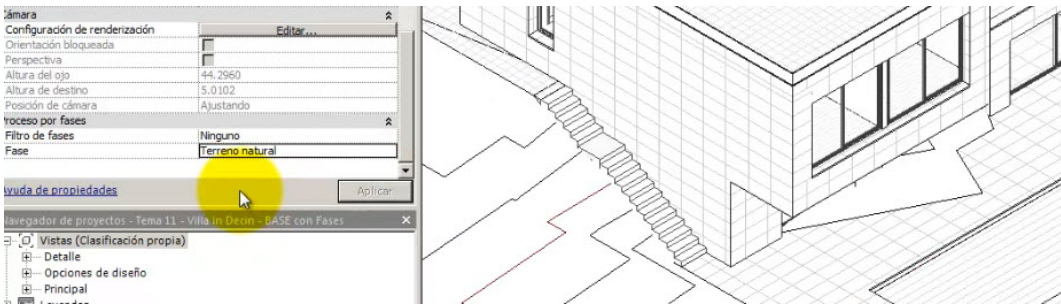 Cámara
Configuración de renderización Editar...
Orientación bloqueada
Perspectiva
Altura del ojo 44.2960
Altura de destino 5.0102
Posición de cámara Ajustando
Proceso por fases
Filtro de fases Ninguno
Fase Terreno natural
Ayuda de propiedades Aplicar
Navegador de proyectos - Tema 11 - Villa in Decin - BASE con Fases
Vistas (Clasificación propia)
Detalle
Opciones de diseño
Principal